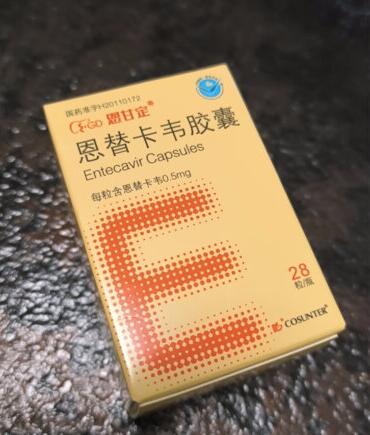 国药准字H20110172
恩甘定®
恩替卡韦胶囊
Entecavir Capsules
每粒含恩替卡韦0.5mg
28
粒/瓶
COSUNTER®